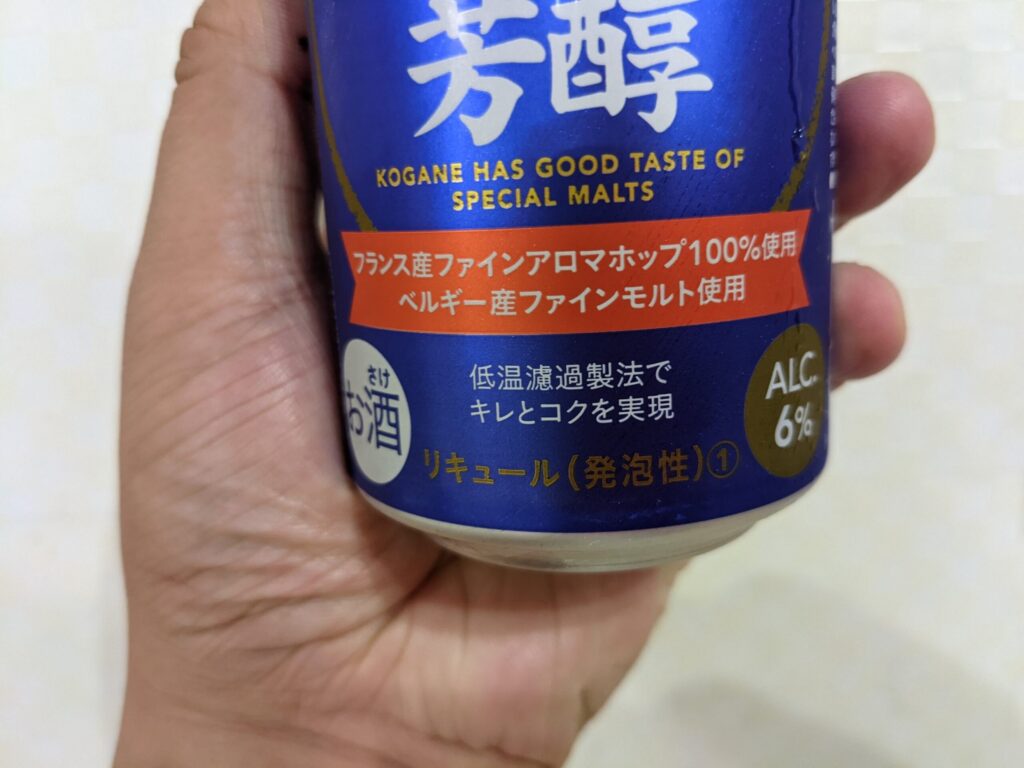 芳醇
KOGANE HAS GOOD TASTE OF
SPECIAL MALTS
フランス産ファインアロマホップ100%使用
ベルギー産ファインモルト使用
低温濾過製法で
キレとコクを実現
さけ
お酒
ALC.
6%
リキュール(発泡性)①